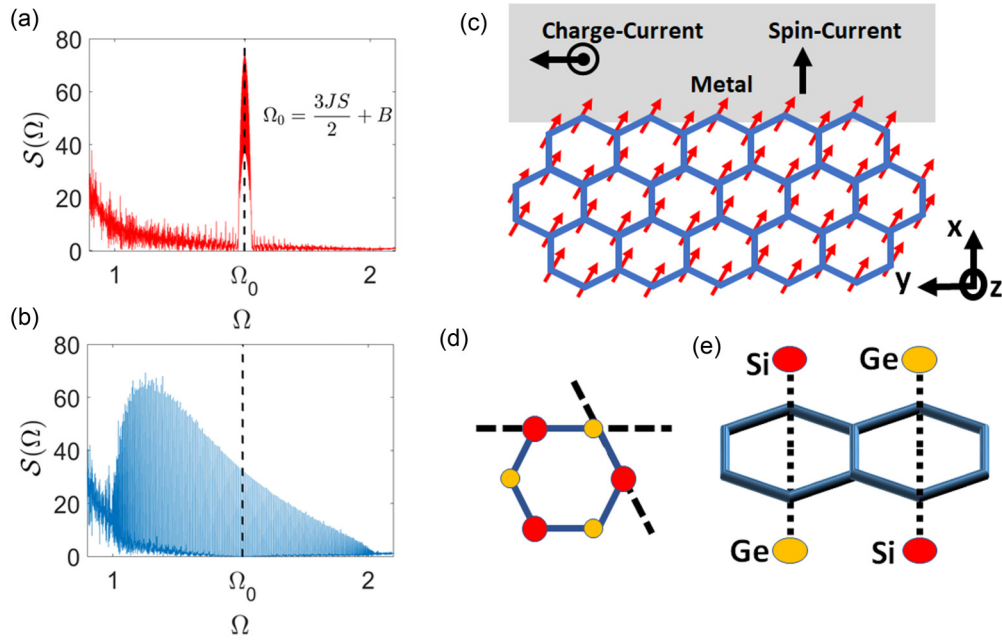 (a)
80
60
40
20
0
S(Ω)
Ω₀ = 3JS/2 + B
1
Ω₀
2
Ω
(b)
80
60
40
20
0
S(Ω)
1
Ω₀
2
Ω
(c)
Charge-Current
Spin-Current
Metal
x
y
z
(d)
(e)
Si
Ge
Ge
Si